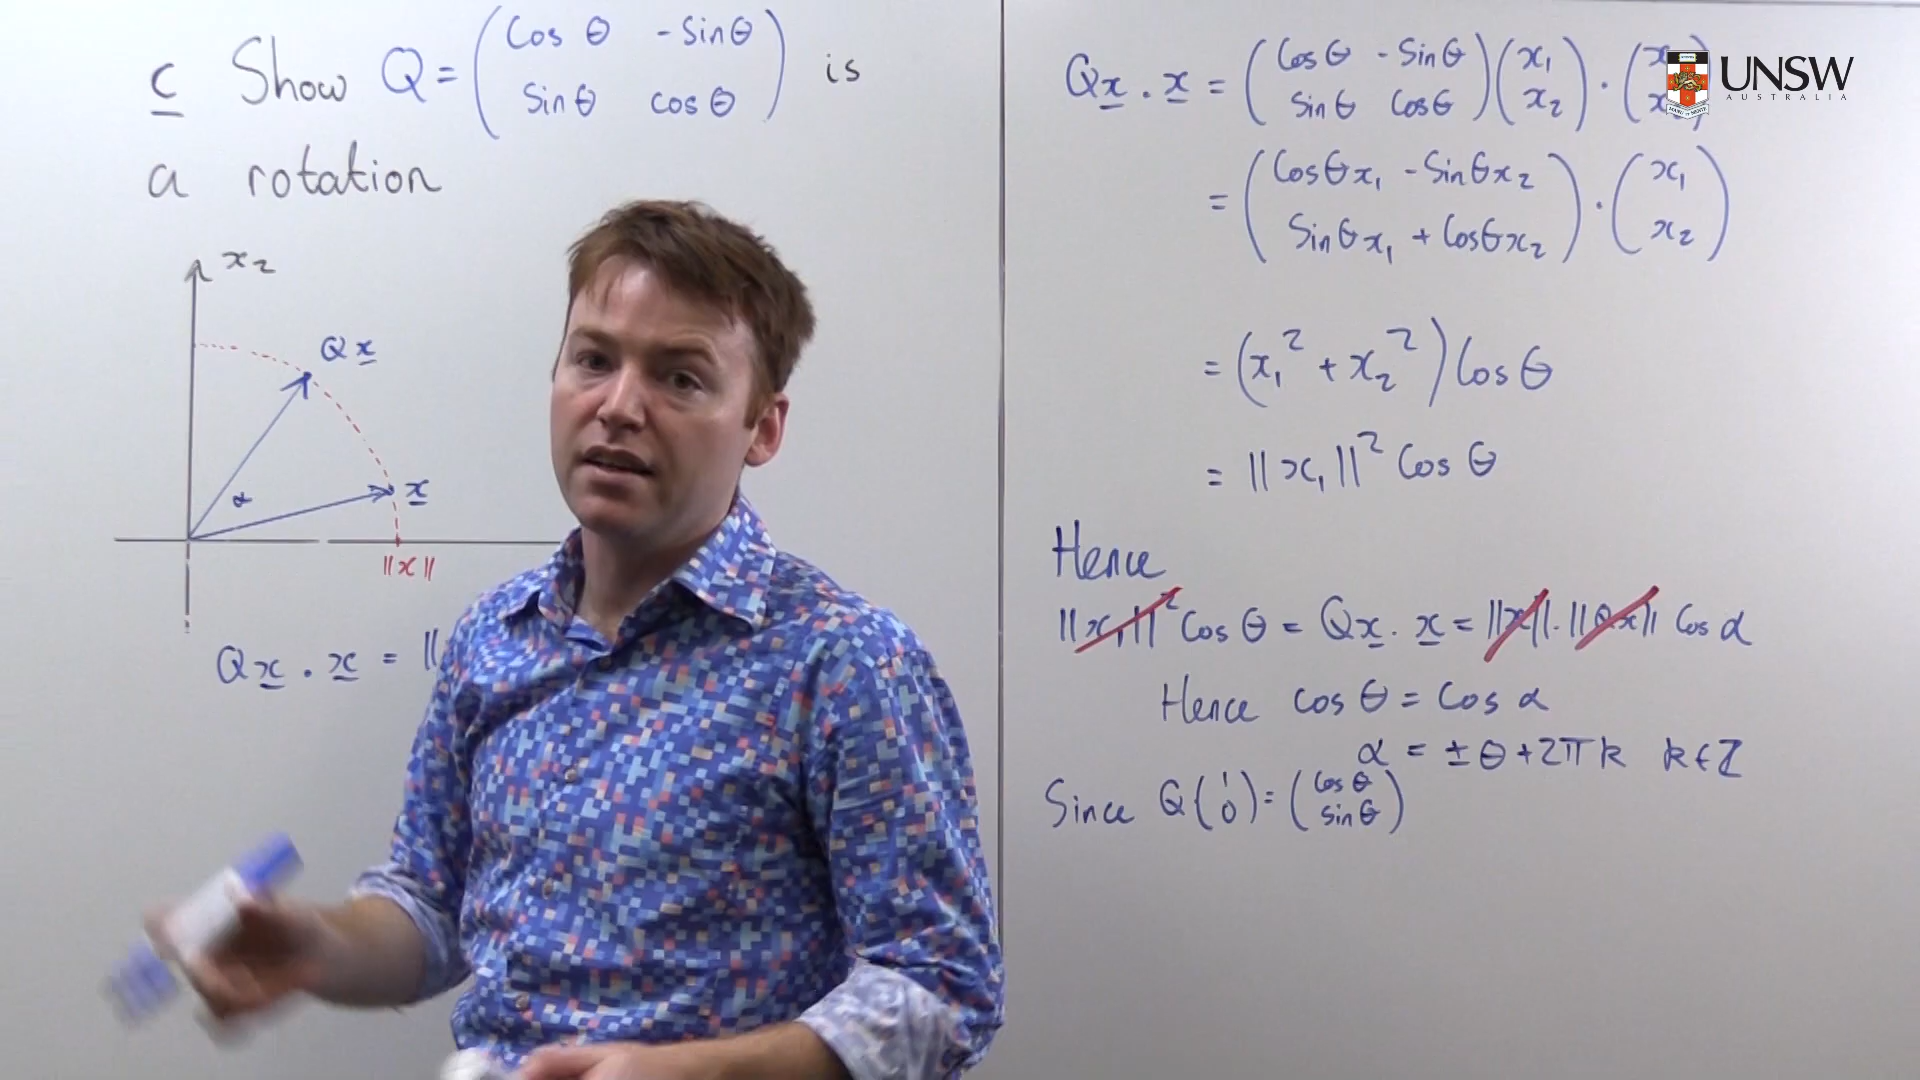 c Show Q = ( Cos θ - Sin θ
Sin θ cos θ ) is
a rotation
x₂
Qx
α
x
||x||
Qx . x = ||
Qx . x = ( Cos θ - Sin θ
Sin θ Cos θ ) ( x₁
x₂ ) . ( x
x
= ( Cos θ x₁ - Sin θ x₂
Sin θ x₁ + Cos θ x₂ ) . ( x₁
x₂ )
= (x₁² + x₂²) Cos θ
= ||x₁||² Cos θ
Hence
||x₁||² Cos θ = Qx . x = ||x|| . ||Qx|| Cos α
Hence cos θ = Cos α
α = ± θ + 2πk k ∈ Z
Since Q ( 1
0 ) = ( Cos θ
sin θ )
UNSW
AUSTRALIA